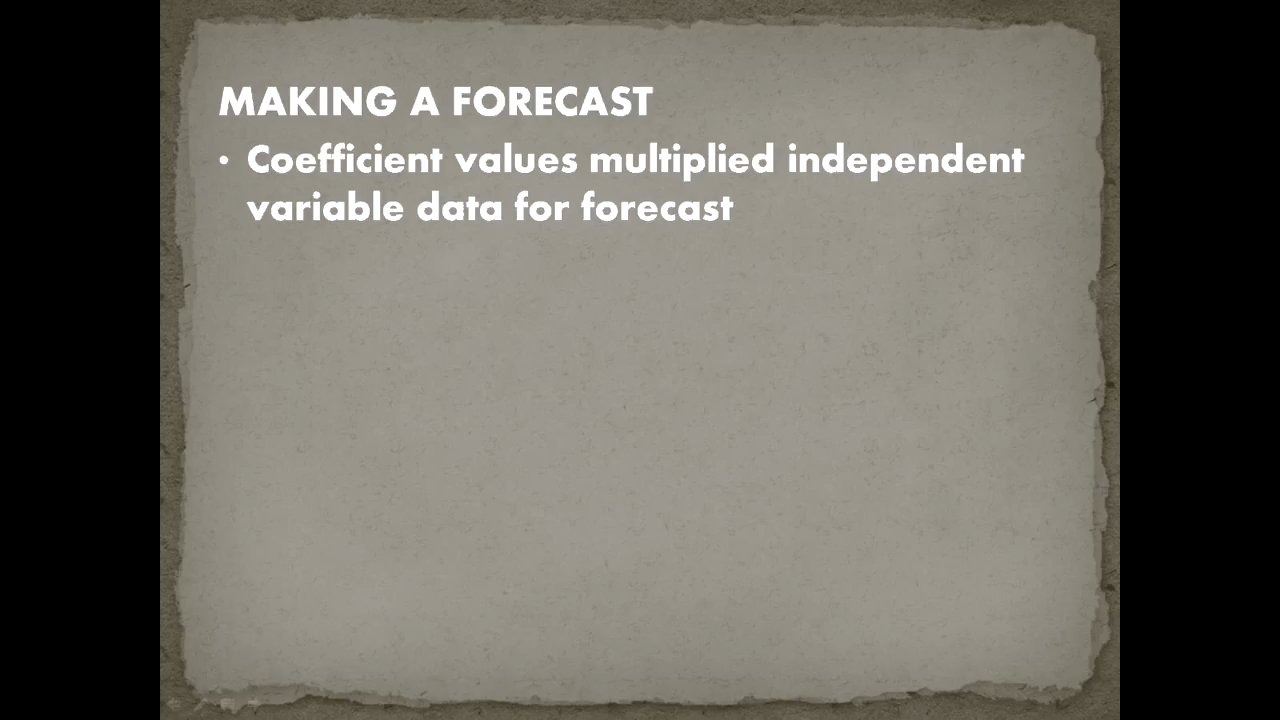 MAKING A FORECAST
• Coefficient values multiplied independent
variable data for forecast